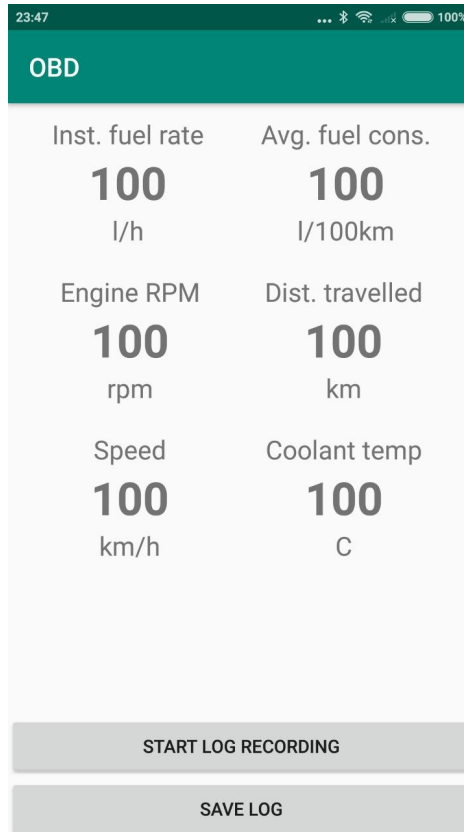 23:47 ... 100%
OBD
Inst. fuel rate Avg. fuel cons.
100 100
l/h l/100km
Engine RPM Dist. travelled
100 100
rpm km
Speed Coolant temp
100 100
km/h C
START LOG RECORDING
SAVE LOG